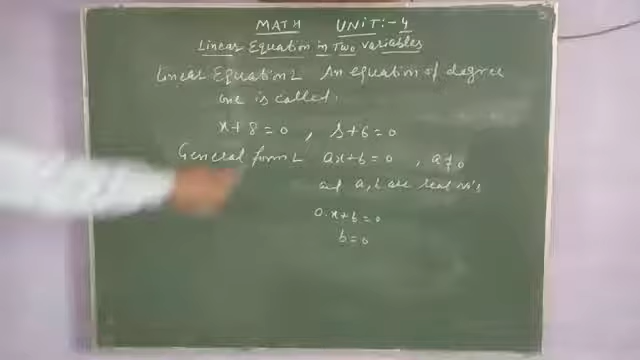 MATH UNIT:- 4
Linear Equation in Two Variables
Linear Equation:- An equation of degree
one is called.
x+8=0 , s+6=0
General form:- ax+b=0 , a≠0
and a, b are real no's
0.x+b=0
b=0